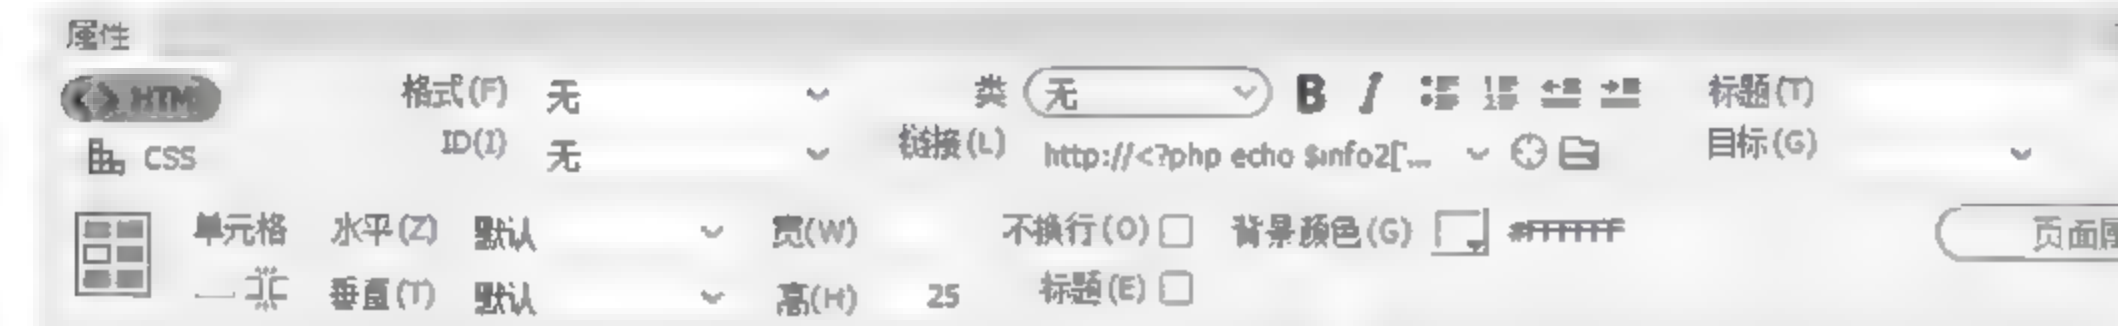 属性
HTM 格式(F) 无 类 无 B I 标题(T)
CSS ID(I) 无 链接(L) http://<?php echo $info2['... 目标(G)
单元格 水平(Z) 默认 宽(W) 不换行(O) 背景颜色(G) #ffffff 页面
垂直(T) 默认 高(H) 25 标题(E)